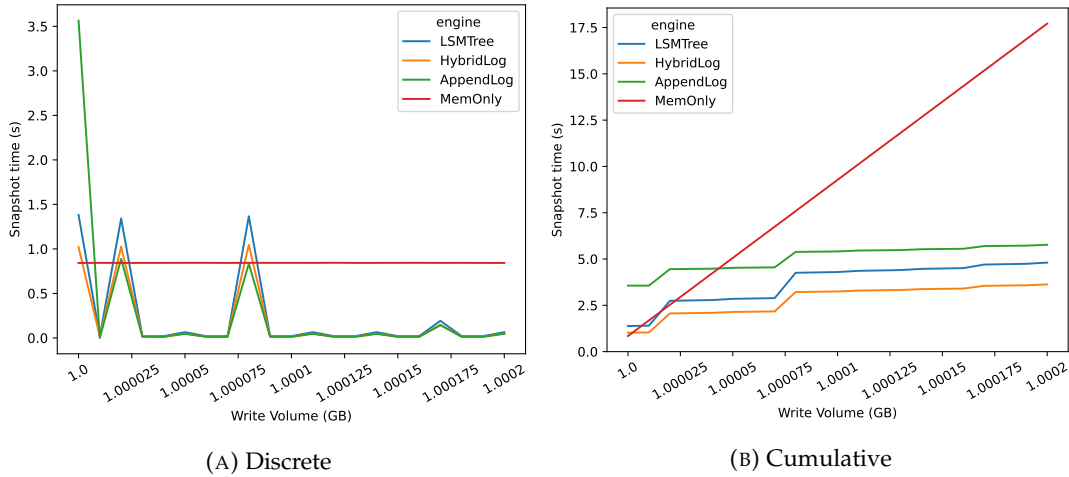 3.5
3.0
2.5
2.0
1.5
1.0
0.5
0.0
Snapshot time (s)
engine
LSMTree
HybridLog
AppendLog
MemOnly
1.0
1.000025
1.00005
1.000075
1.0001
1.000125
1.00015
1.000175
1.0002
Write Volume (GB)
(A) Discrete
17.5
15.0
12.5
10.0
7.5
5.0
2.5
0.0
Snapshot time (s)
engine
LSMTree
HybridLog
AppendLog
MemOnly
1.0
1.000025
1.00005
1.000075
1.0001
1.000125
1.00015
1.000175
1.0002
Write Volume (GB)
(B) Cumulative